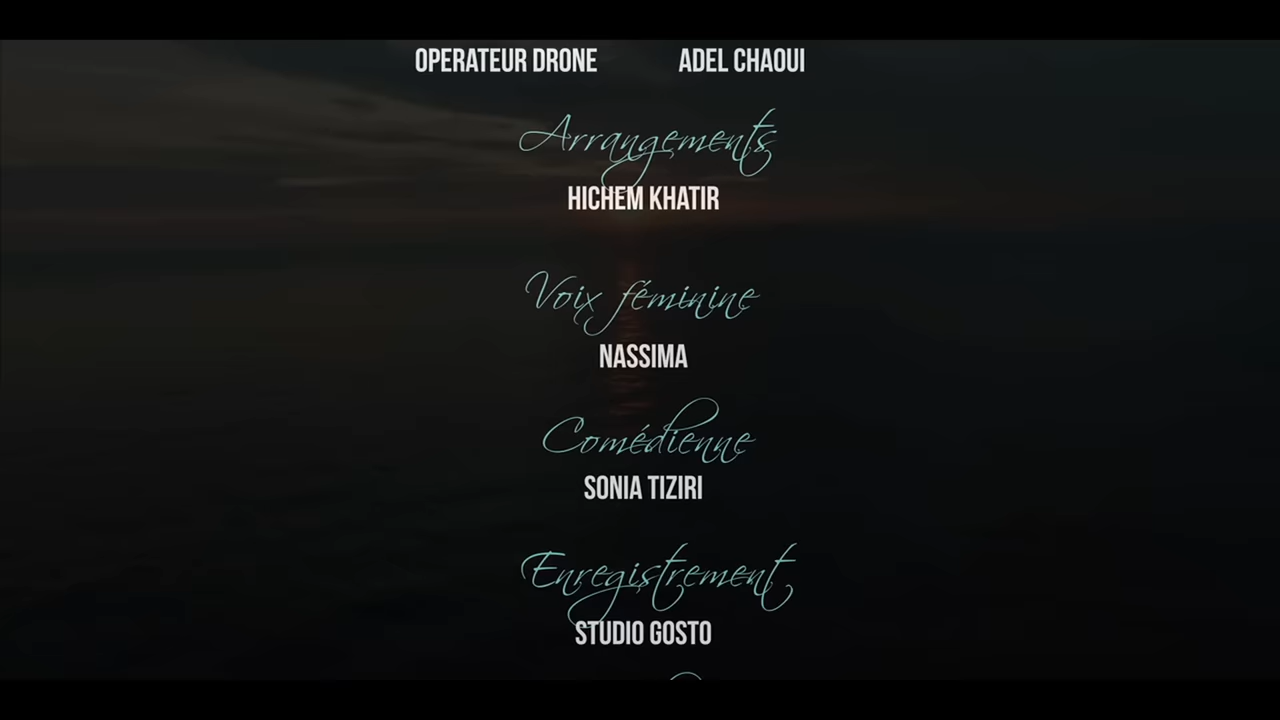 OPERATEUR DRONE ADEL CHAOUI
Arrangements
HICHEM KHATIR
Voix féminine
NASSIMA
Comédienne
SONIA TIZIRI
Enregistrement
STUDIO GOSTO